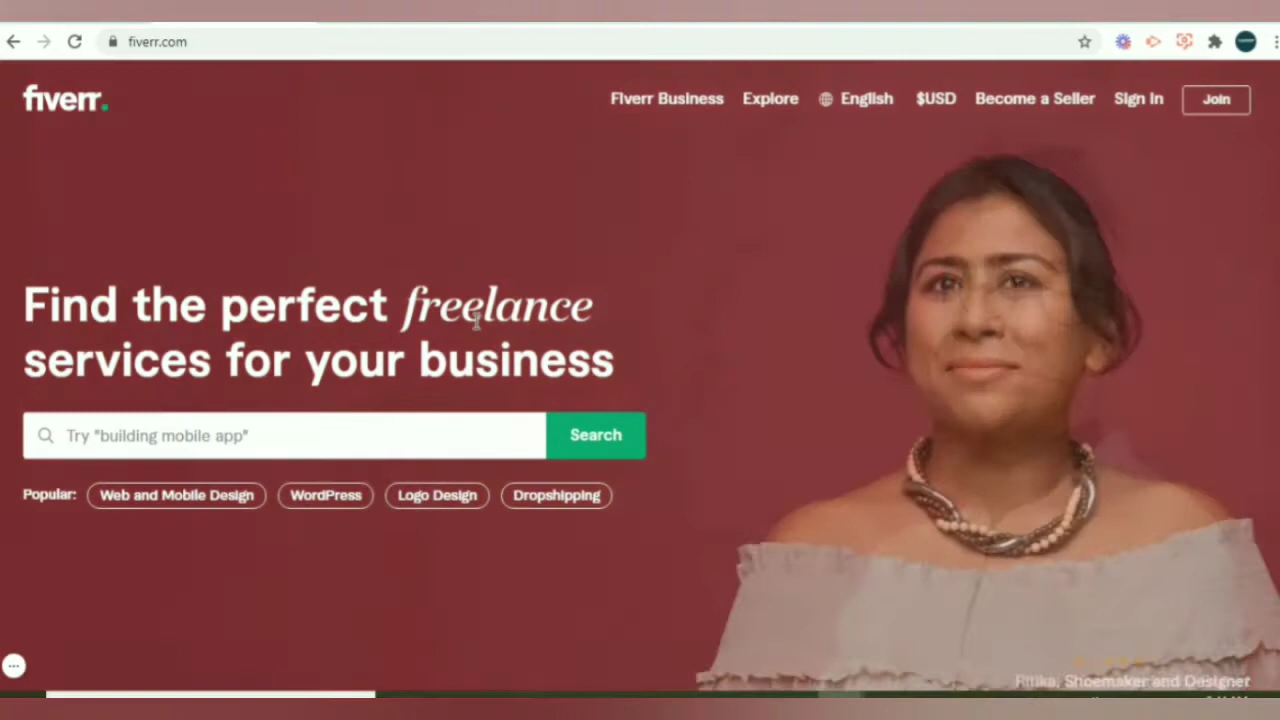 fiverr.com
fiverr.
Fiverr Business Explore English $USD Become a Seller Sign In Join
Find the perfect freelance
services for your business
Try "building mobile app"
Search
Popular: Web and Mobile Design WordPress Logo Design Dropshipping
Ritika, Shoemaker and Designer